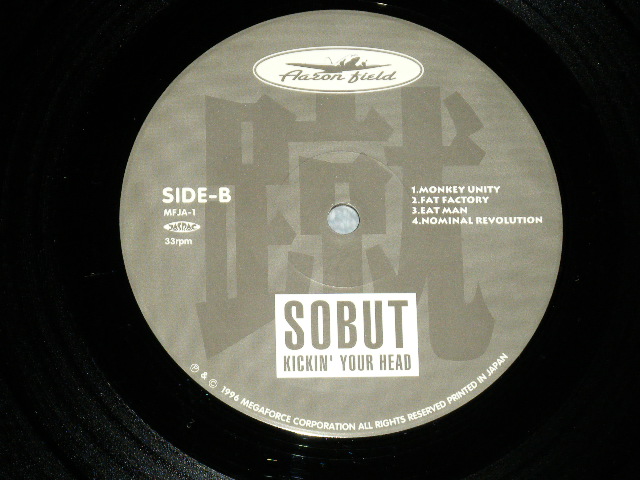 Aaron field
SIDE-B
MFJA-1
JASRAC
33rpm
1.MONKEY UNITY
2.FAT FACTORY
3.EAT MAN
4.NOMINAL REVOLUTION
SOBUT
KICKIN' YOUR HEAD
℗ & © 1996 MEGAFORCE CORPORATION ALL RIGHTS RESERVED PRINTED IN JAPAN